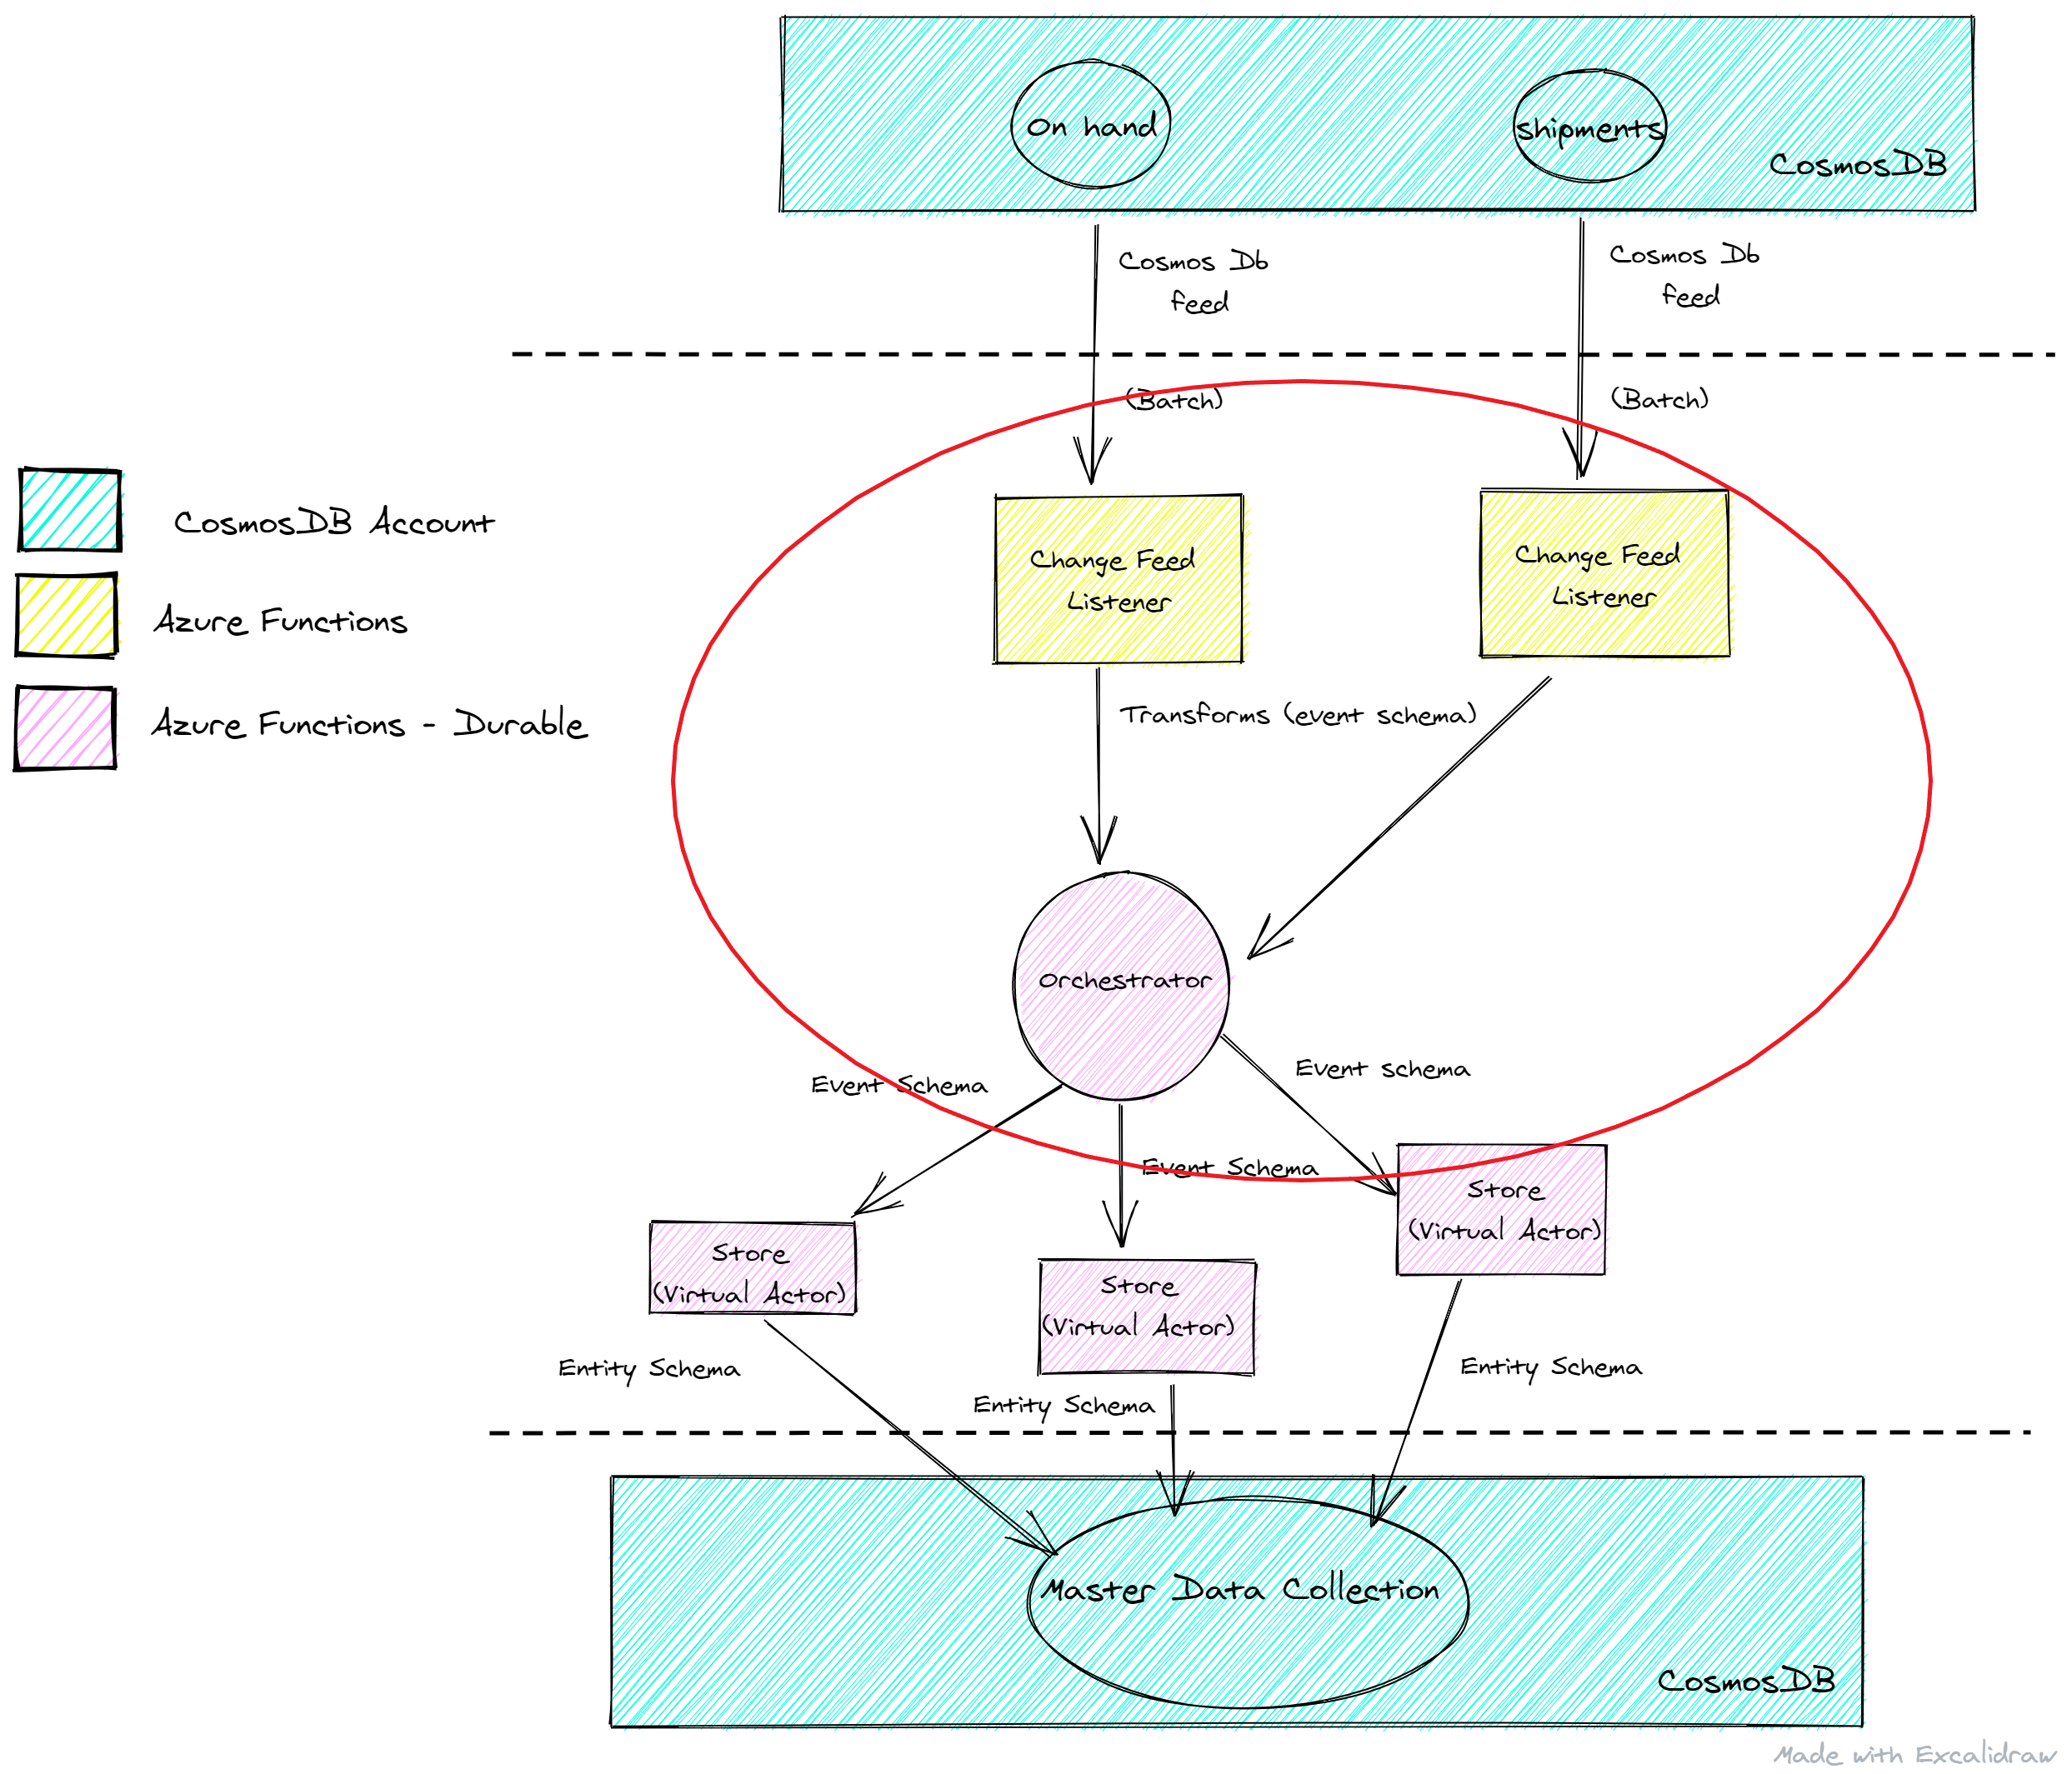 On hand
shipments
CosmosDB
Cosmos Db
feed
Cosmos Db
feed
(Batch)
(Batch)
CosmosDB Account
Azure Functions
Azure Functions - Durable
Change Feed
Listener
Change Feed
Listener
Transforms (event schema)
Orchestrator
Event Schema
Event schema
Event Schema
Store
(Virtual Actor)
Store
(Virtual Actor)
Store
(Virtual Actor)
Entity Schema
Entity Schema
Entity Schema
Master Data Collection
CosmosDB
Made with Excalidraw